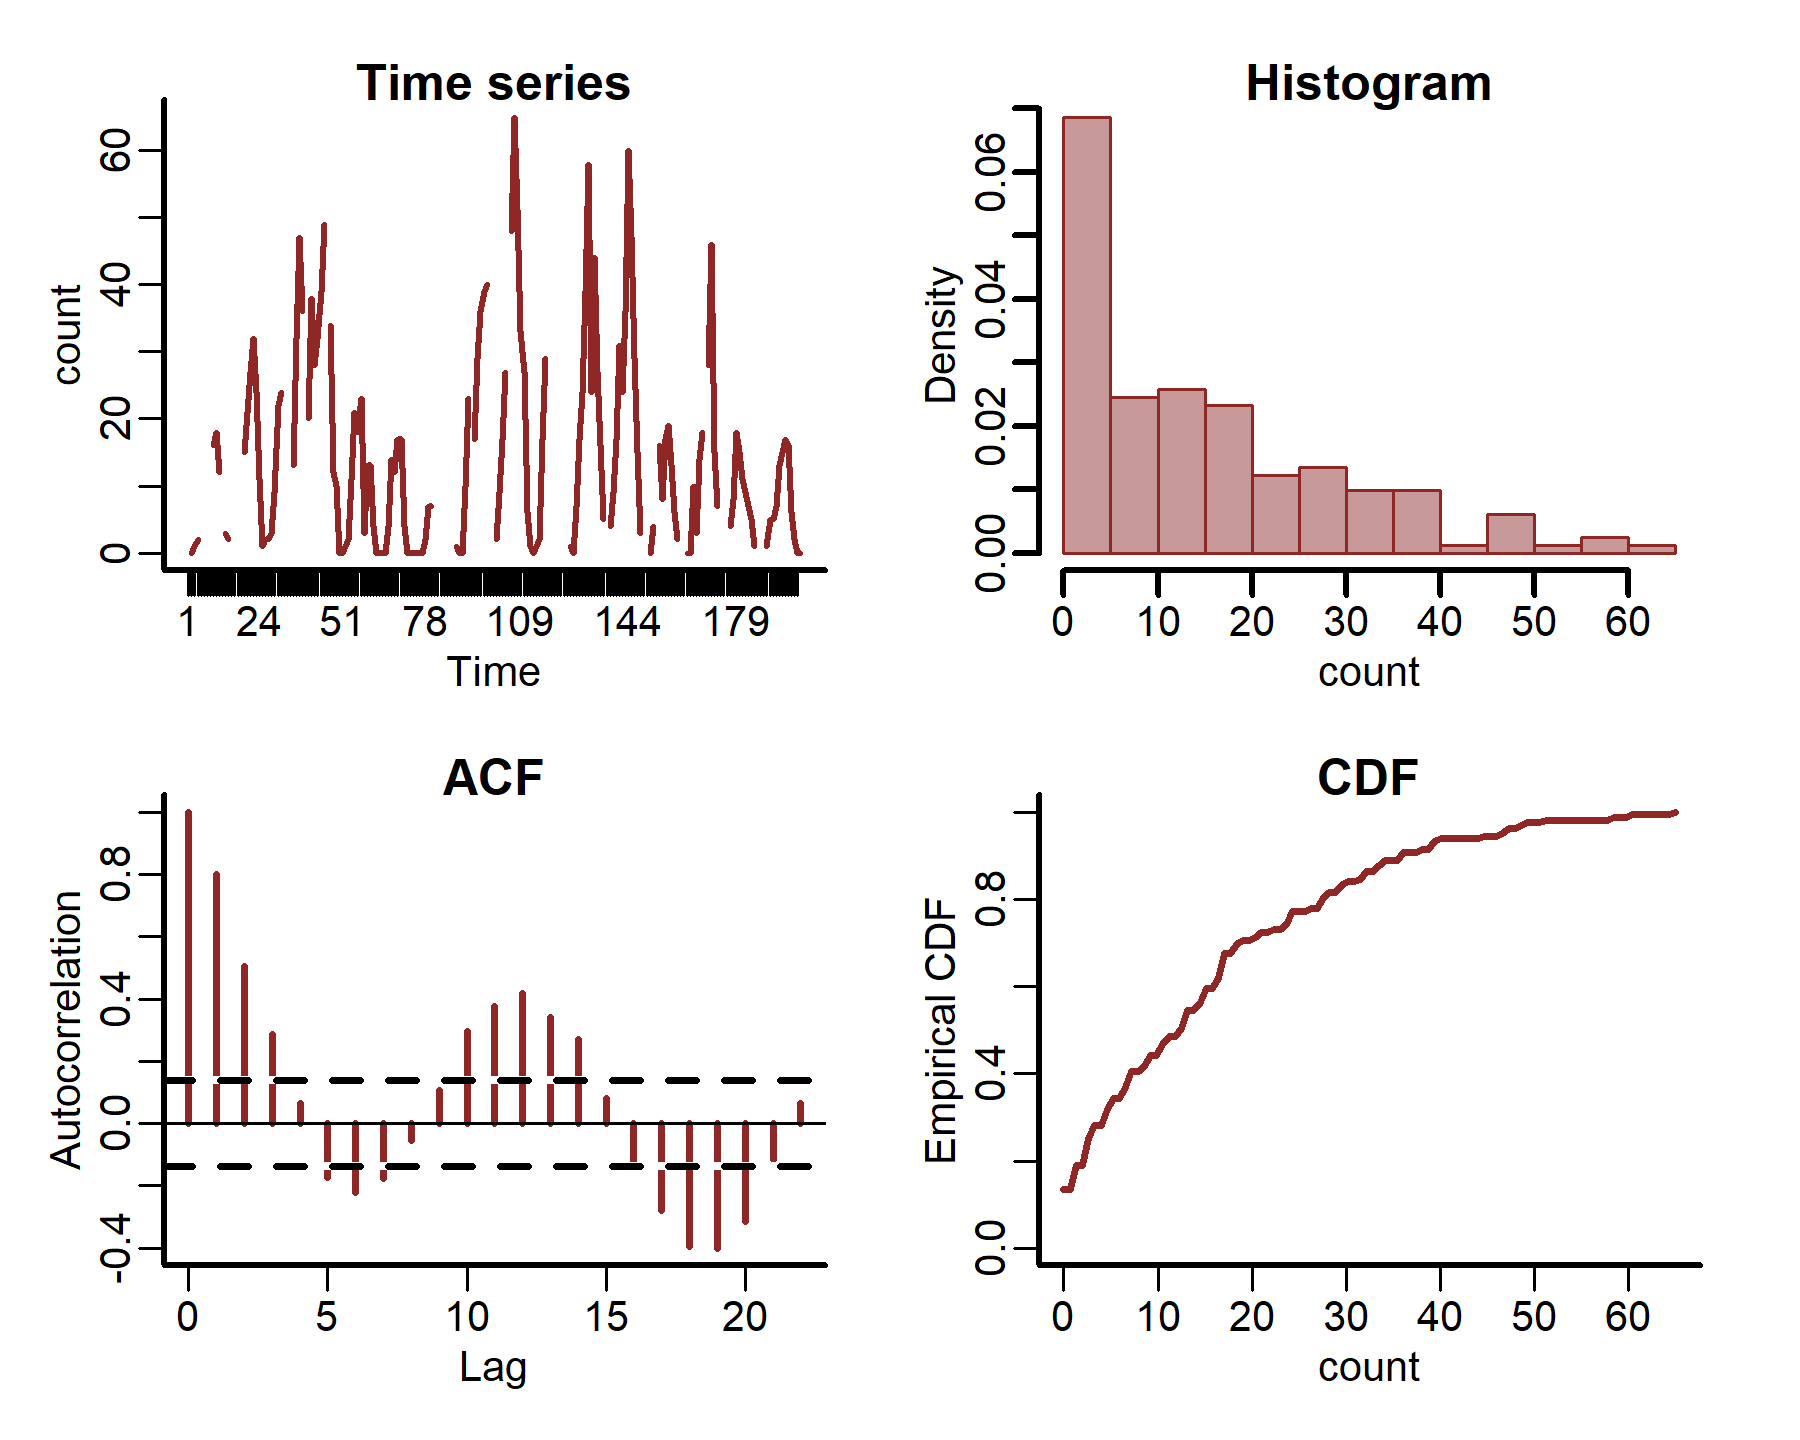 Time series
count
0
20
40
60
1 24 51 78 109 144 179
Time
Histogram
Density
0.00
0.02
0.04
0.06
0 10 20 30 40 50 60
count
ACF
Autocorrelation
-0.4
0.0
0.4
0.8
0 5 10 15 20
Lag
CDF
Empirical CDF
0.0
0.4
0.8
0 10 20 30 40 50 60
count